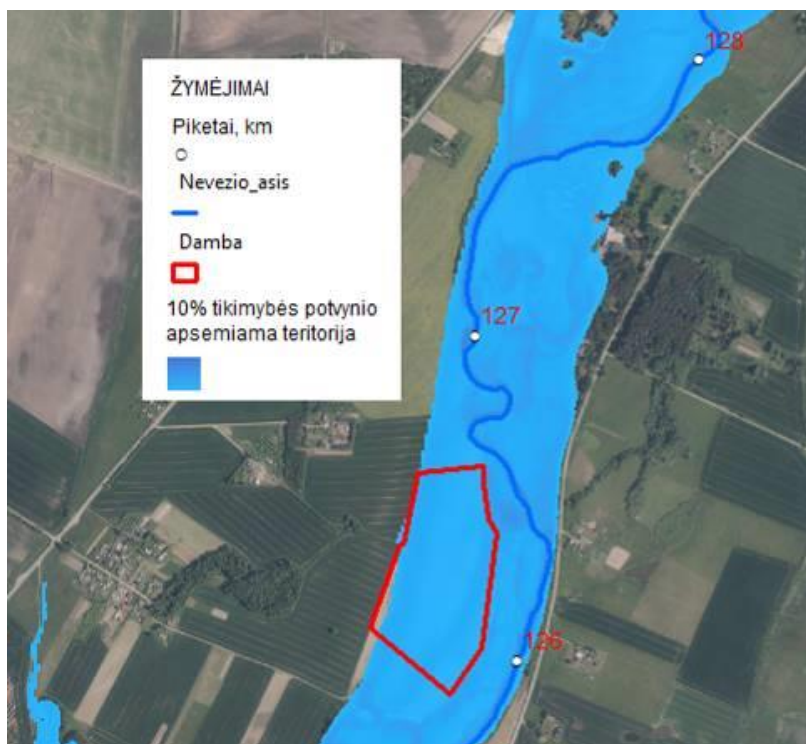 128
ŽYMĖJIMAI
Piketai, km
Nevezio_asis
Damba
10% tikimybės potvynio
apsemiama teritorija
127
126